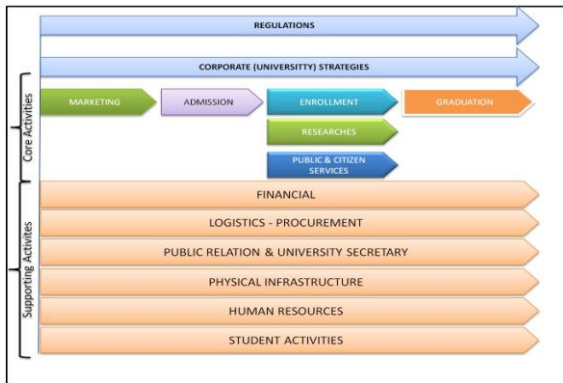 REGULATIONS
CORPORATE (UNIVERSITTY) STRATEGIES
Core Activities
MARKETING
ADMISSION
ENROLLMENT
GRADUATION
RESEARCHES
PUBLIC & CITIZEN
SERVICES
Supporting Activites
FINANCIAL
LOGISTICS - PROCUREMENT
PUBLIC RELATION & UNIVERSITY SECRETARY
PHYSICAL INFRASTRUCTURE
HUMAN RESOURCES
STUDENT ACTIVITIES